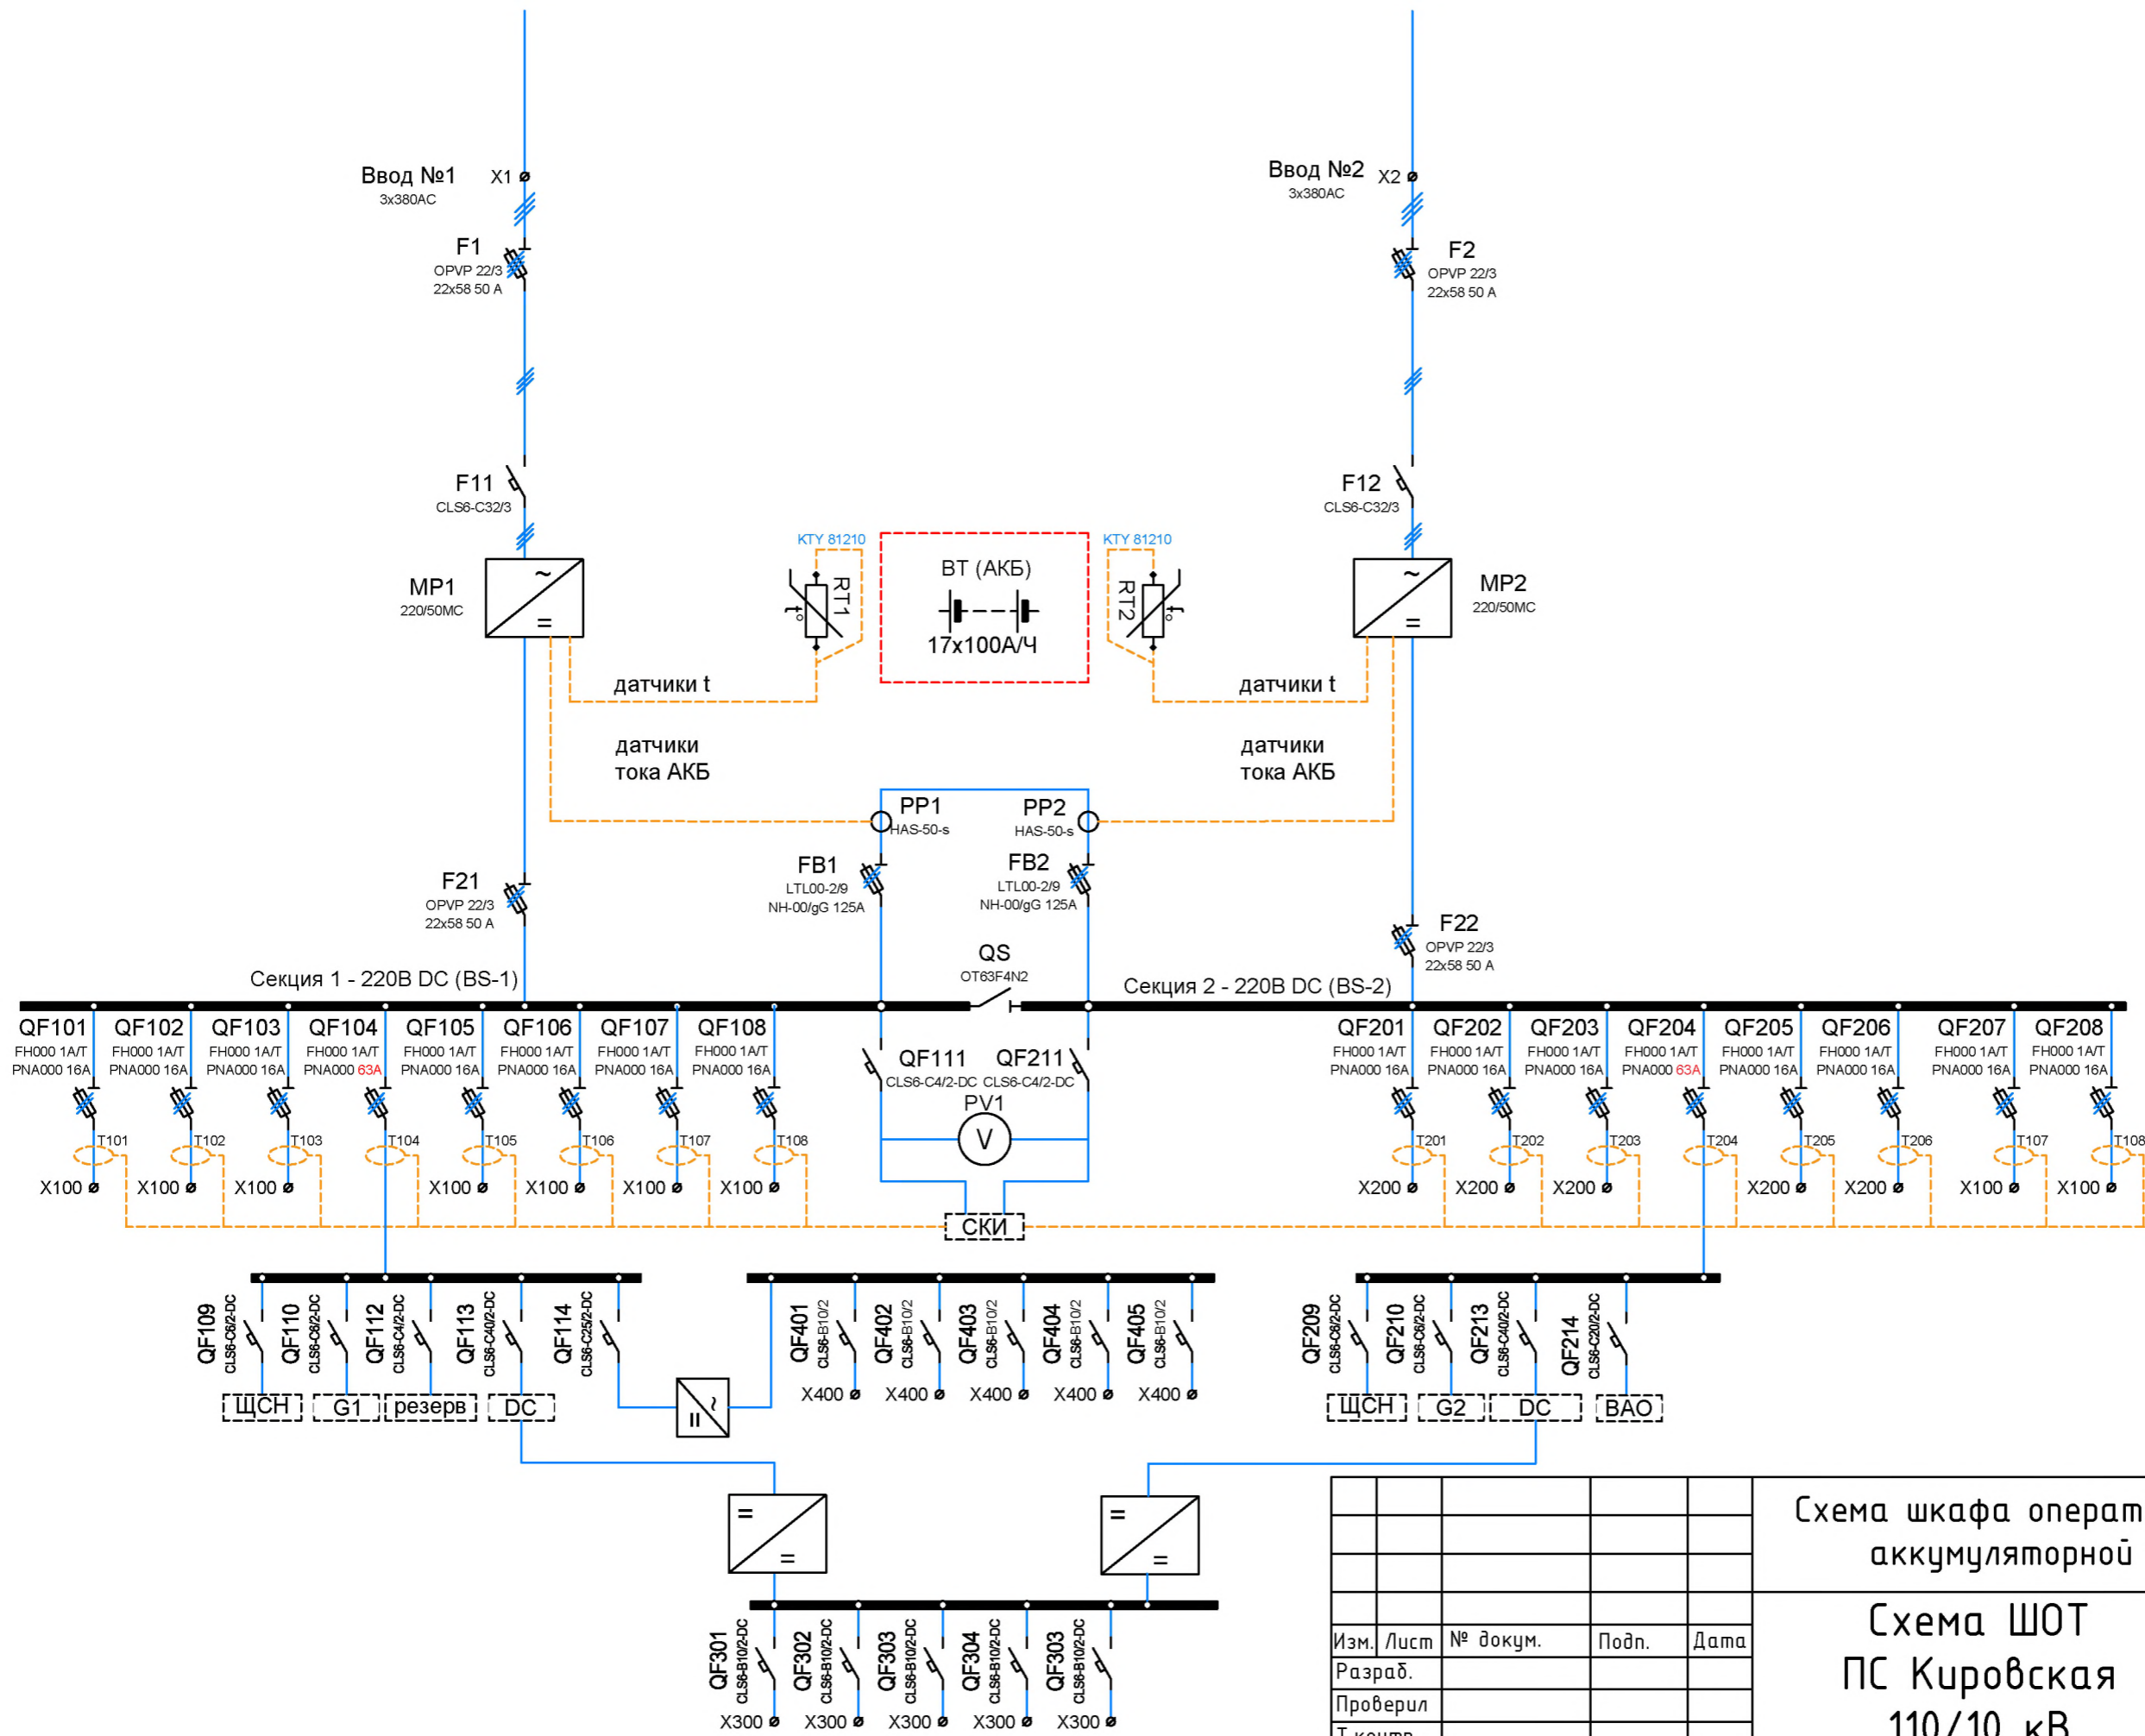 Ввод №1
3x380AC
X1
Ввод №2
3x380AC
X2
F1
OPVP 22/3
22x58 50 A
F2
OPVP 22/3
22x58 50 A
F11
CLS6-C32/3
F12
CLS6-C32/3
MP1
220/50MC
~
=
KTY 81210
RT1
t°
BT (АКБ)
17x100А/Ч
KTY 81210
RT2
t°
~
=
MP2
220/50MC
датчики t
датчики t
датчики
тока АКБ
датчики
тока АКБ
PP1
HAS-50-s
PP2
HAS-50-s
FB1
LTL00-2/9
NH-00/gG 125A
FB2
LTL00-2/9
NH-00/gG 125A
F21
OPVP 22/3
22x58 50 A
F22
OPVP 22/3
22x58 50 A
QS
OT63F4N2
Секция 1 - 220В DC (BS-1)
Секция 2 - 220В DC (BS-2)
QF101 QF102 QF103 QF104 QF105 QF106 QF107 QF108
FH000 1A/T FH000 1A/T FH000 1A/T FH000 1A/T FH000 1A/T FH000 1A/T FH000 1A/T FH000 1A/T
PNA000 16A PNA000 16A PNA000 16A PNA000 63A PNA000 16A PNA000 16A PNA000 16A PNA000 16A
QF111 QF211
CLS6-C4/2-DC CLS6-C4/2-DC
PV1
V
QF201 QF202 QF203 QF204 QF205 QF206 QF207 QF208
FH000 1A/T FH000 1A/T FH000 1A/T FH000 1A/T FH000 1A/T FH000 1A/T FH000 1A/T FH000 1A/T
PNA000 16A PNA000 16A PNA000 16A PNA000 63A PNA000 16A PNA000 16A PNA000 16A PNA000 16A
T101 T102 T103 T104 T105 T106 T107 T108
T201 T202 T203 T204 T205 T206 T107 T108
X100 X100 X100 X100 X100 X100 X100
X200 X200 X200 X200 X200 X100 X100
СКИ
QF109
CLS6-C6/2-DC
QF110
CLS6-C6/2-DC
QF112
CLS6-C4/2-DC
QF113
CLS6-C40/2-DC
QF114
CLS6-C25/2-DC
QF401
CLS6-B10/2
QF402
CLS6-B10/2
QF403
CLS6-B10/2
QF404
CLS6-B10/2
QF405
CLS6-B10/2
QF209
CLS6-C6/2-DC
QF210
CLS6-C6/2-DC
QF213
CLS6-C40/2-DC
QF214
CLS6-C20/2-DC
X400 X400 X400 X400 X400
ЩСН G1 резерв DC
=
~
ЩСН G2 DC ВАО
=
=
=
=
QF301
CLS6-B10/2-DC
QF302
CLS6-B10/2-DC
QF303
CLS6-B10/2-DC
QF304
CLS6-B10/2-DC
QF303
CLS6-B10/2-DC
X300 X300 X300 X300 X300
Схема шкафа операт
аккумуляторной
Изм. Лист № докум. Подп. Дата
Разраб.
Проверил
Т.контр.
Схема ШОТ
ПС Кировская
110/10 кВ